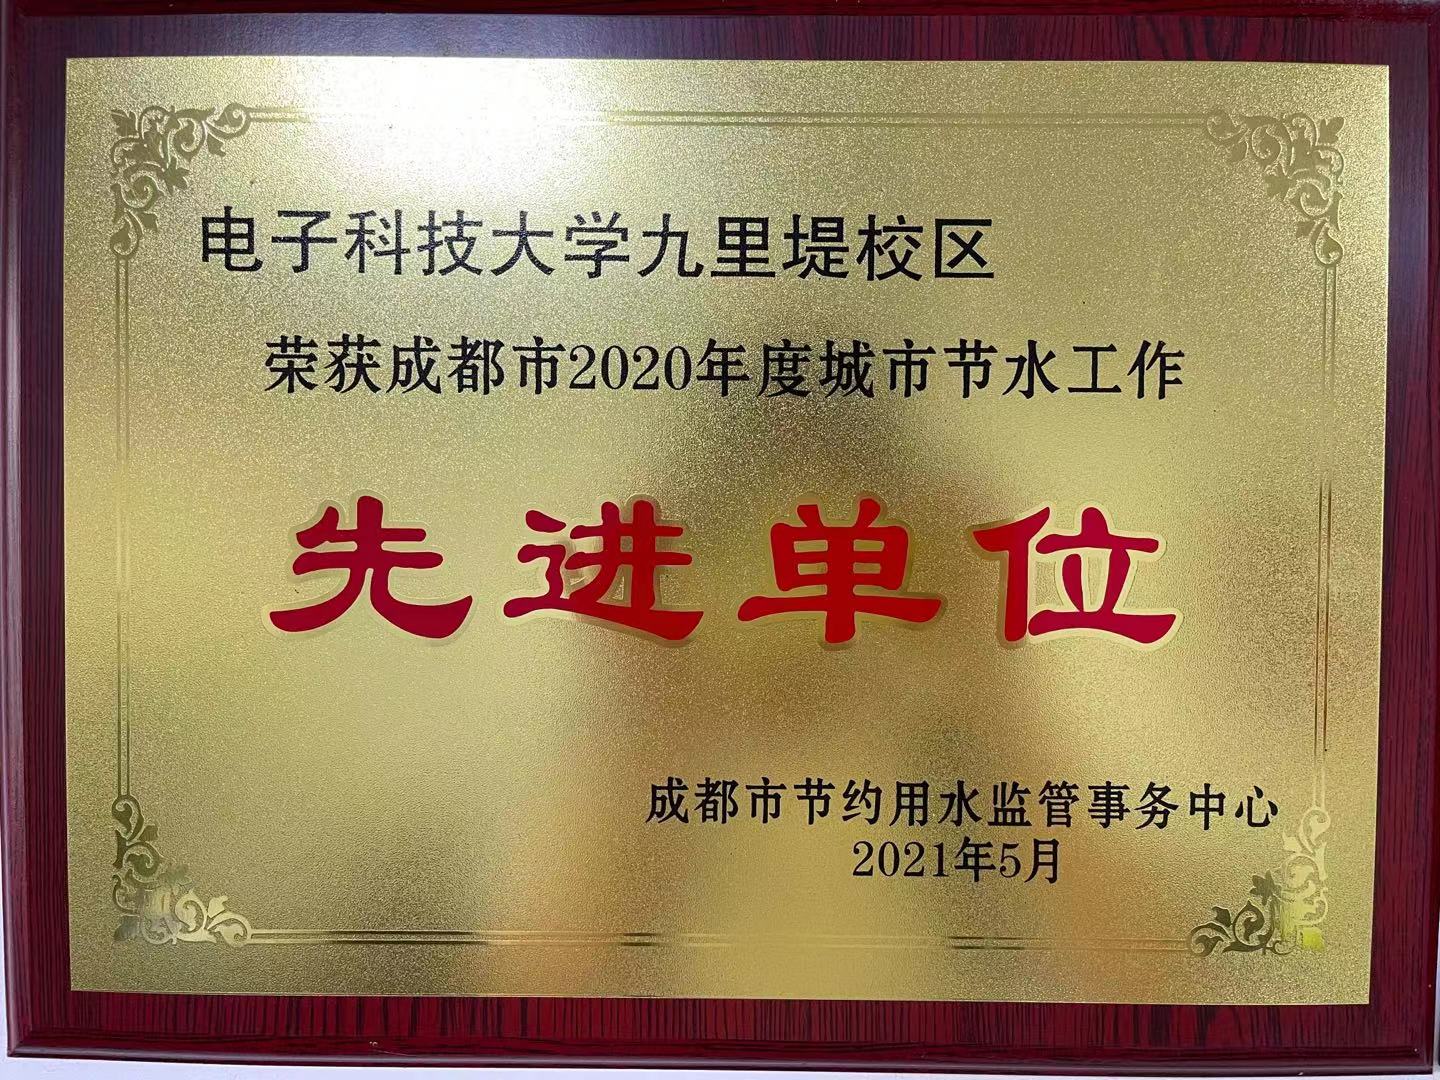 电子科技大学九里堤校区
荣获成都市2020年度城市节水工作
先进单位
成都市节约用水监管事务中心
2021年5月